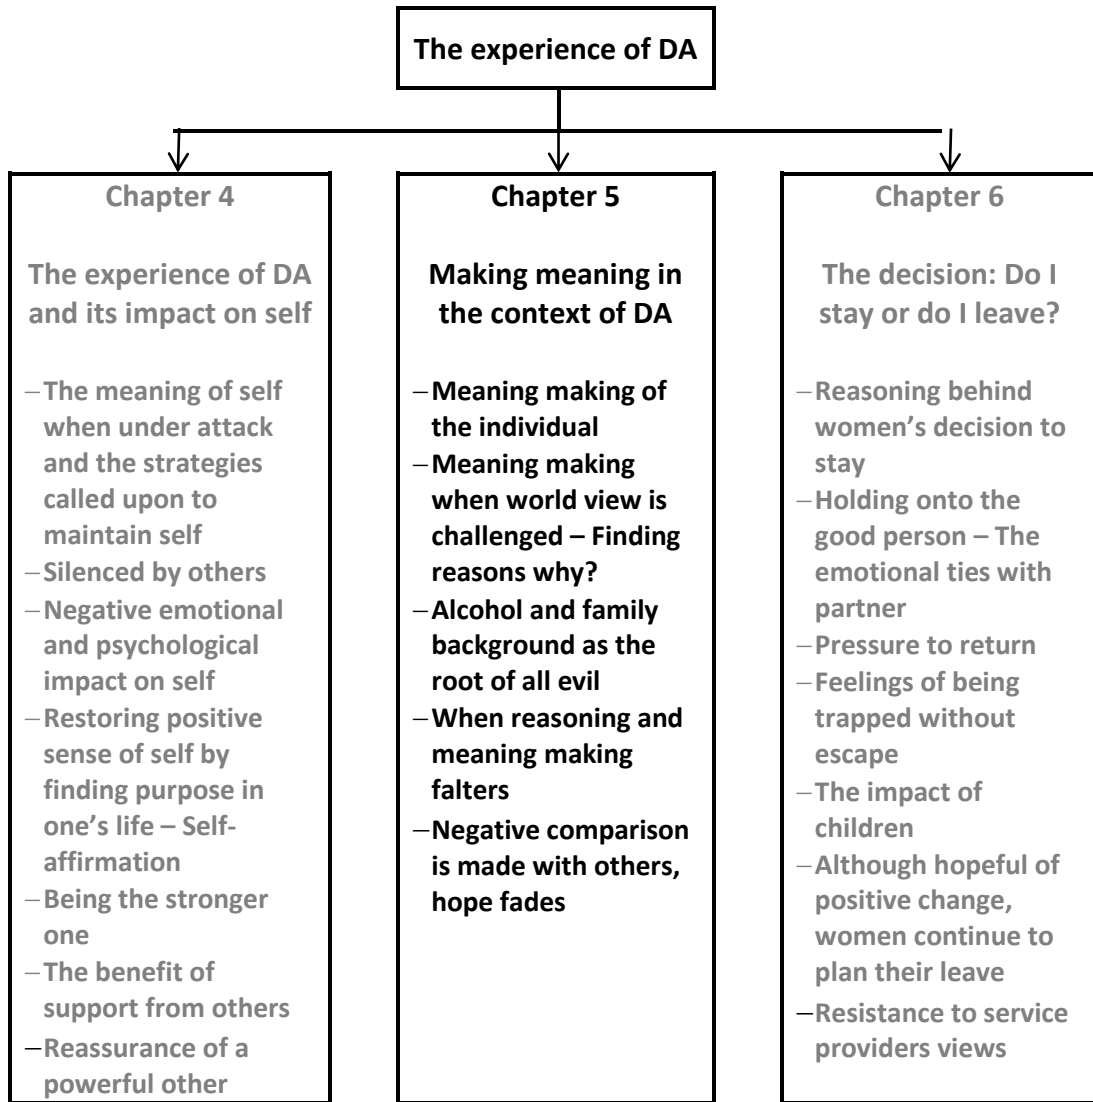 The experience of DA
Chapter 4
The experience of DA
and its impact on self
–The meaning of self
when under attack
and the strategies
called upon to
maintain self
–Silenced by others
–Negative emotional
and psychological
impact on self
–Restoring positive
sense of self by
finding purpose in
one’s life – Self-
affirmation
–Being the stronger
one
–The benefit of
support from others
–Reassurance of a
powerful other
Chapter 5
Making meaning in
the context of DA
–Meaning making of
the individual
–Meaning making
when world view is
challenged – Finding
reasons why?
–Alcohol and family
background as the
root of all evil
–When reasoning and
meaning making
falters
–Negative comparison
is made with others,
hope fades
Chapter 6
The decision: Do I
stay or do I leave?
–Reasoning behind
women’s decision to
stay
–Holding onto the
good person – The
emotional ties with
partner
–Pressure to return
–Feelings of being
trapped without
escape
–The impact of
children
–Although hopeful of
positive change,
women continue to
plan their leave
–Resistance to service
providers views